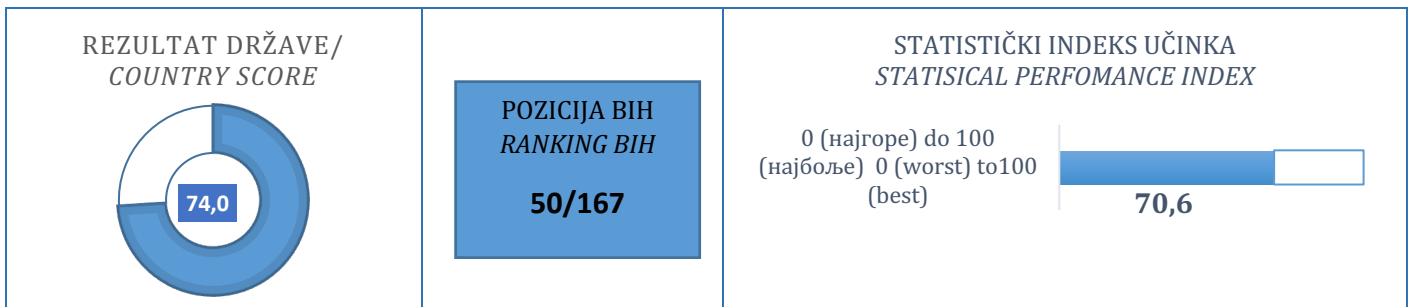 REZULTAT DRŽAVE/
COUNTRY SCORE
74,0
POZICIJA BIH
RANKING BIH
50/167
STATISTIČKI INDEKS UČINKA
STATISICAL PERFOMANCE INDEX
0 (најгоре) do 100
(најбоље) 0 (worst) to100
(best)
70,6